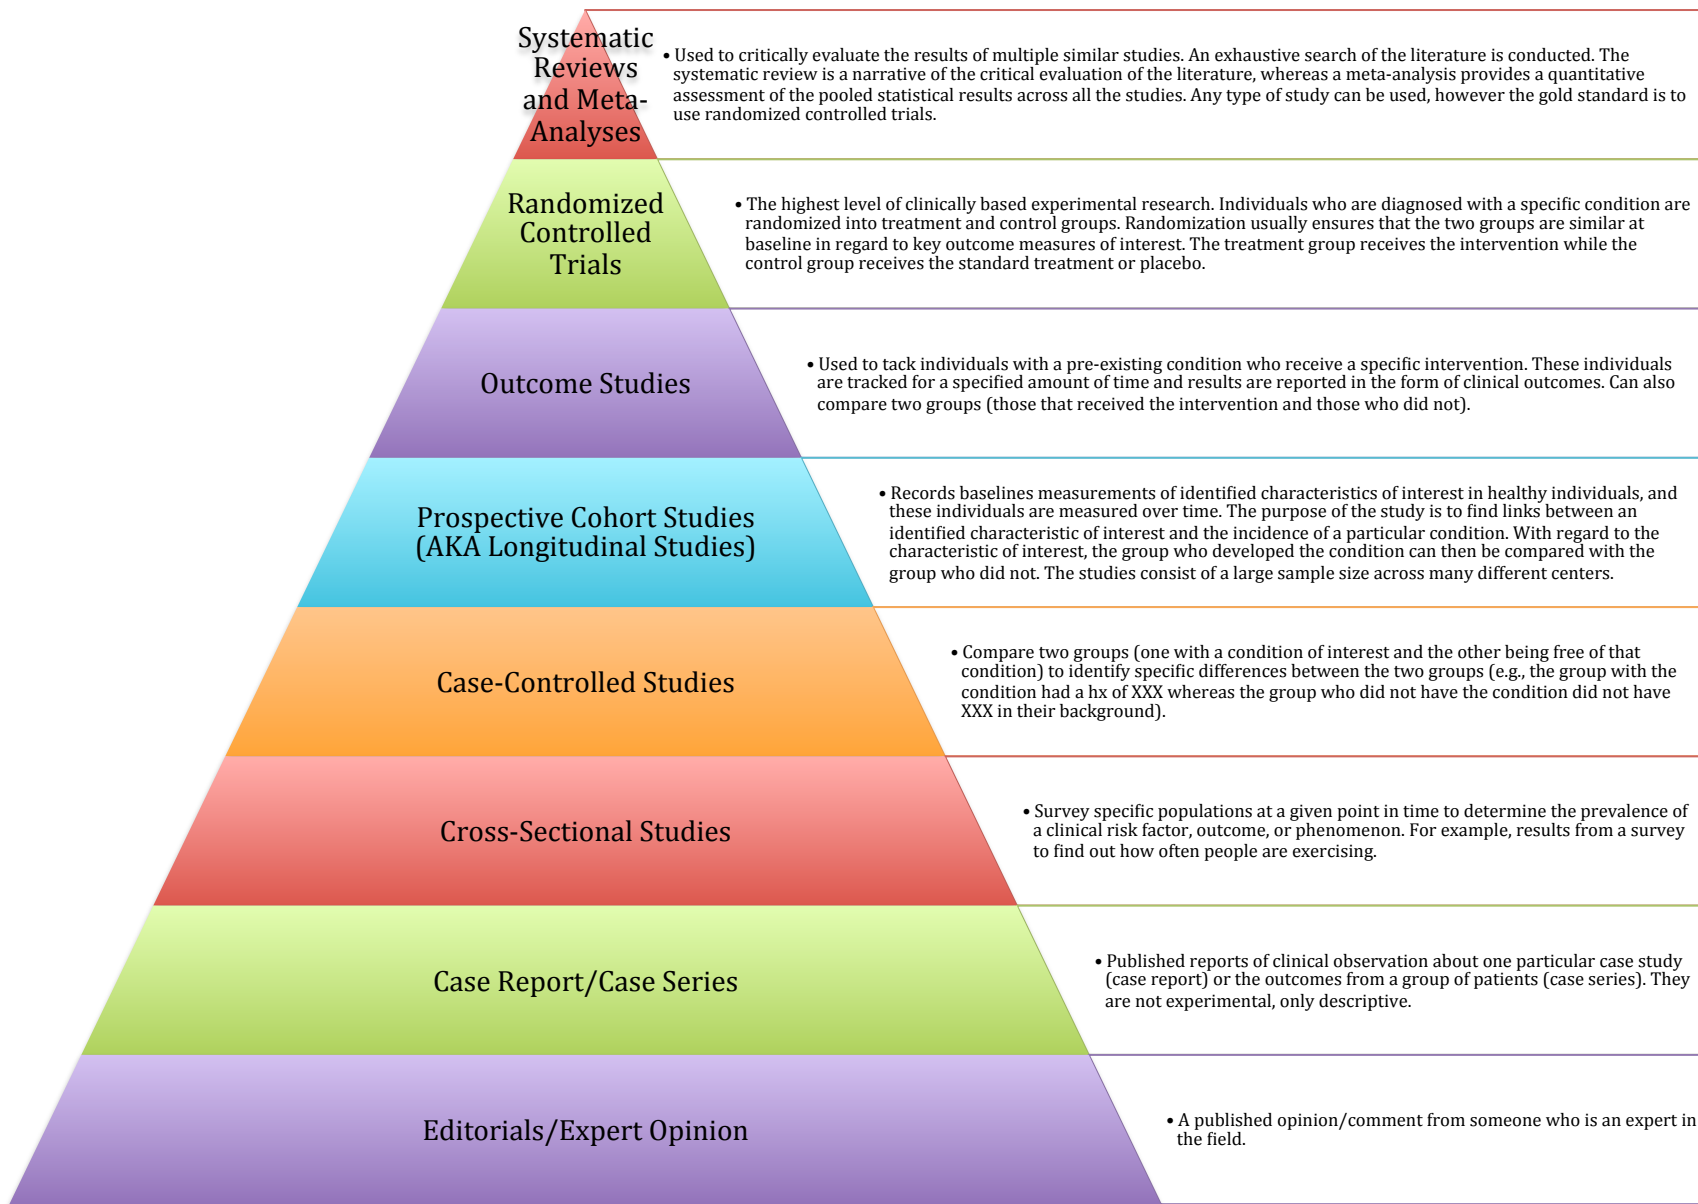 Systematic
Reviews
and Meta-
Analyses
• Used to critically evaluate the results of multiple similar studies. An exhaustive search of the literature is conducted. The
systematic review is a narrative of the critical evaluation of the literature, whereas a meta-analysis provides a quantitative
assessment of the pooled statistical results across all the studies. Any type of study can be used, however the gold standard is to
use randomized controlled trials.
Randomized
Controlled
Trials
• The highest level of clinically based experimental research. Individuals who are diagnosed with a specific condition are
randomized into treatment and control groups. Randomization usually ensures that the two groups are similar at
baseline in regard to key outcome measures of interest. The treatment group receives the intervention while the
control group receives the standard treatment or placebo.
Outcome Studies
• Used to tack individuals with a pre-existing condition who receive a specific intervention. These individuals
are tracked for a specified amount of time and results are reported in the form of clinical outcomes. Can also
compare two groups (those that received the intervention and those who did not).
Prospective Cohort Studies
(AKA Longitudinal Studies)
• Records baselines measurements of identified characteristics of interest in healthy individuals, and
these individuals are measured over time. The purpose of the study is to find links between an
identified characteristic of interest and the incidence of a particular condition. With regard to the
characteristic of interest, the group who developed the condition can then be compared with the
group who did not. The studies consist of a large sample size across many different centers.
Case-Controlled Studies
• Compare two groups (one with a condition of interest and the other being free of that
condition) to identify specific differences between the two groups (e.g., the group with the
condition had a hx of XXX whereas the group who did not have the condition did not have
XXX in their background).
Cross-Sectional Studies
• Survey specific populations at a given point in time to determine the prevalence of
a clinical risk factor, outcome, or phenomenon. For example, results from a survey
to find out how often people are exercising.
Case Report/Case Series
• Published reports of clinical observation about one particular case study
(case report) or the outcomes from a group of patients (case series). They
are not experimental, only descriptive.
Editorials/Expert Opinion
• A published opinion/comment from someone who is an expert in
the field.